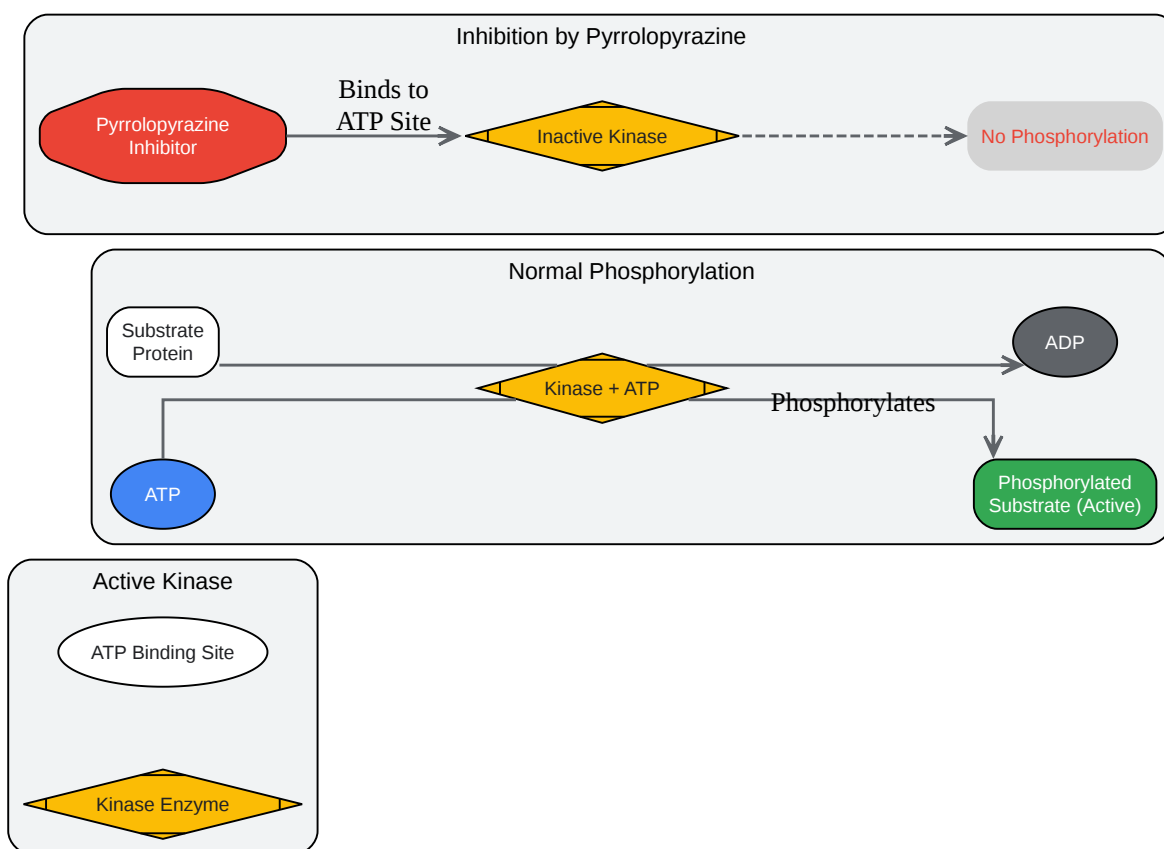 Inhibition by Pyrrolopyrazine
Pyrrolopyrazine
Inhibitor
Binds to
ATP Site
Inactive Kinase
No Phosphorylation
Normal Phosphorylation
Substrate
Protein
Kinase + ATP
ADP
Phosphorylates
ATP
Phosphorylated
Substrate (Active)
Active Kinase
ATP Binding Site
Kinase Enzyme